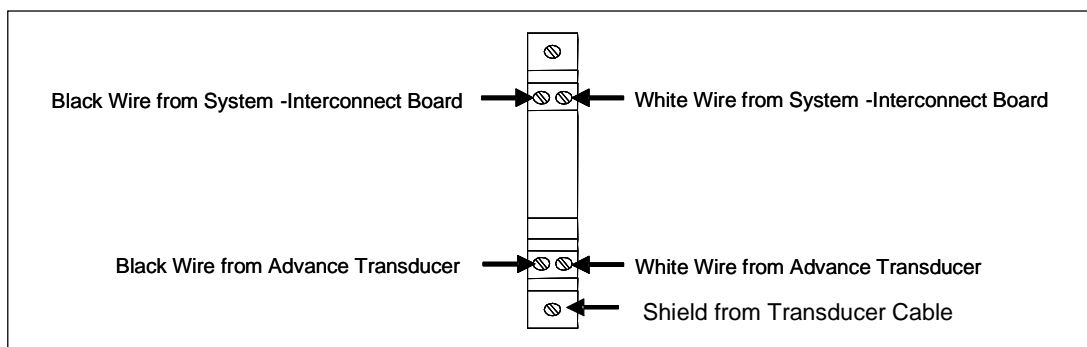 Black Wire from System -Interconnect Board
White Wire from System -Interconnect Board
Black Wire from Advance Transducer
White Wire from Advance Transducer
Shield from Transducer Cable